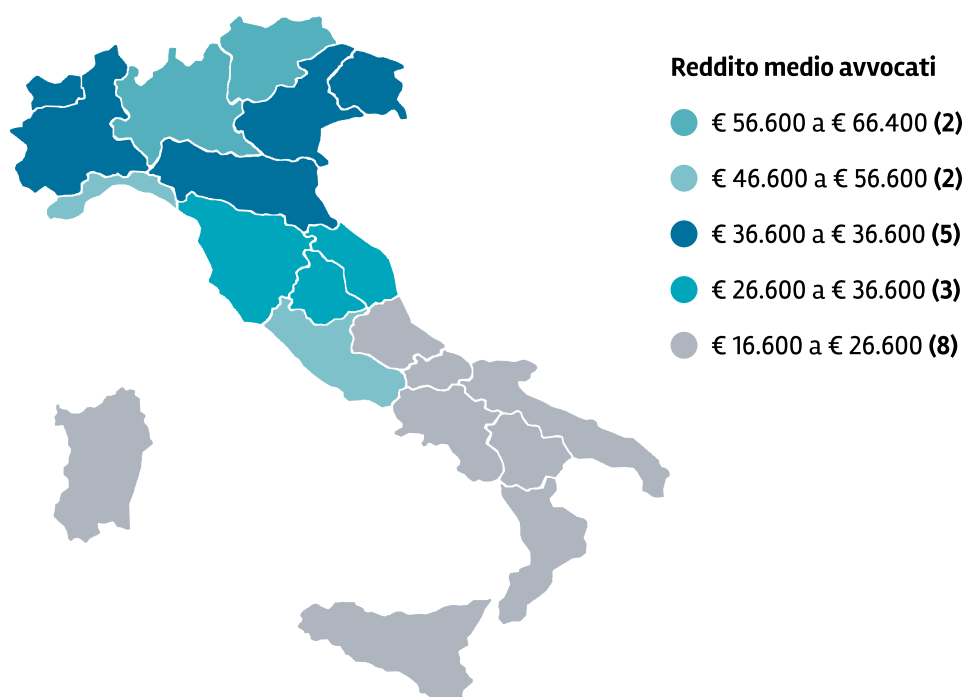 Reddito medio avvocati
€ 56.600 a € 66.400 (2)
€ 46.600 a € 56.600 (2)
€ 36.600 a € 36.600 (5)
€ 26.600 a € 36.600 (3)
€ 16.600 a € 26.600 (8)